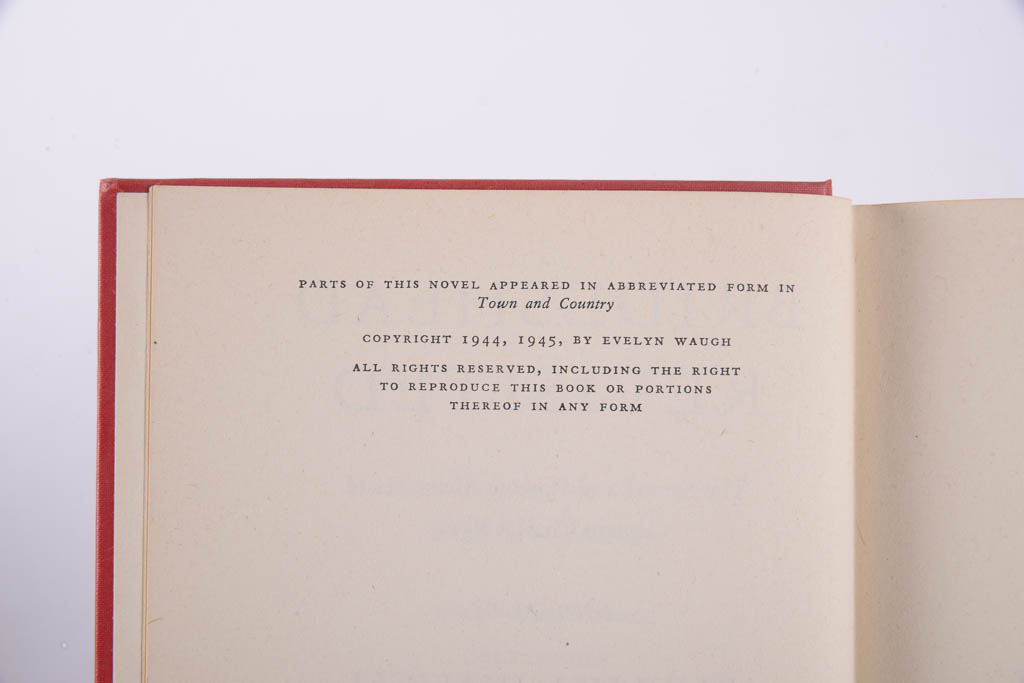 PARTS OF THIS NOVEL APPEARED IN ABBREVIATED FORM IN
Town and Country
COPYRIGHT 1944, 1945, BY EVELYN WAUGH
ALL RIGHTS RESERVED, INCLUDING THE RIGHT
TO REPRODUCE THIS BOOK OR PORTIONS
THEREOF IN ANY FORM